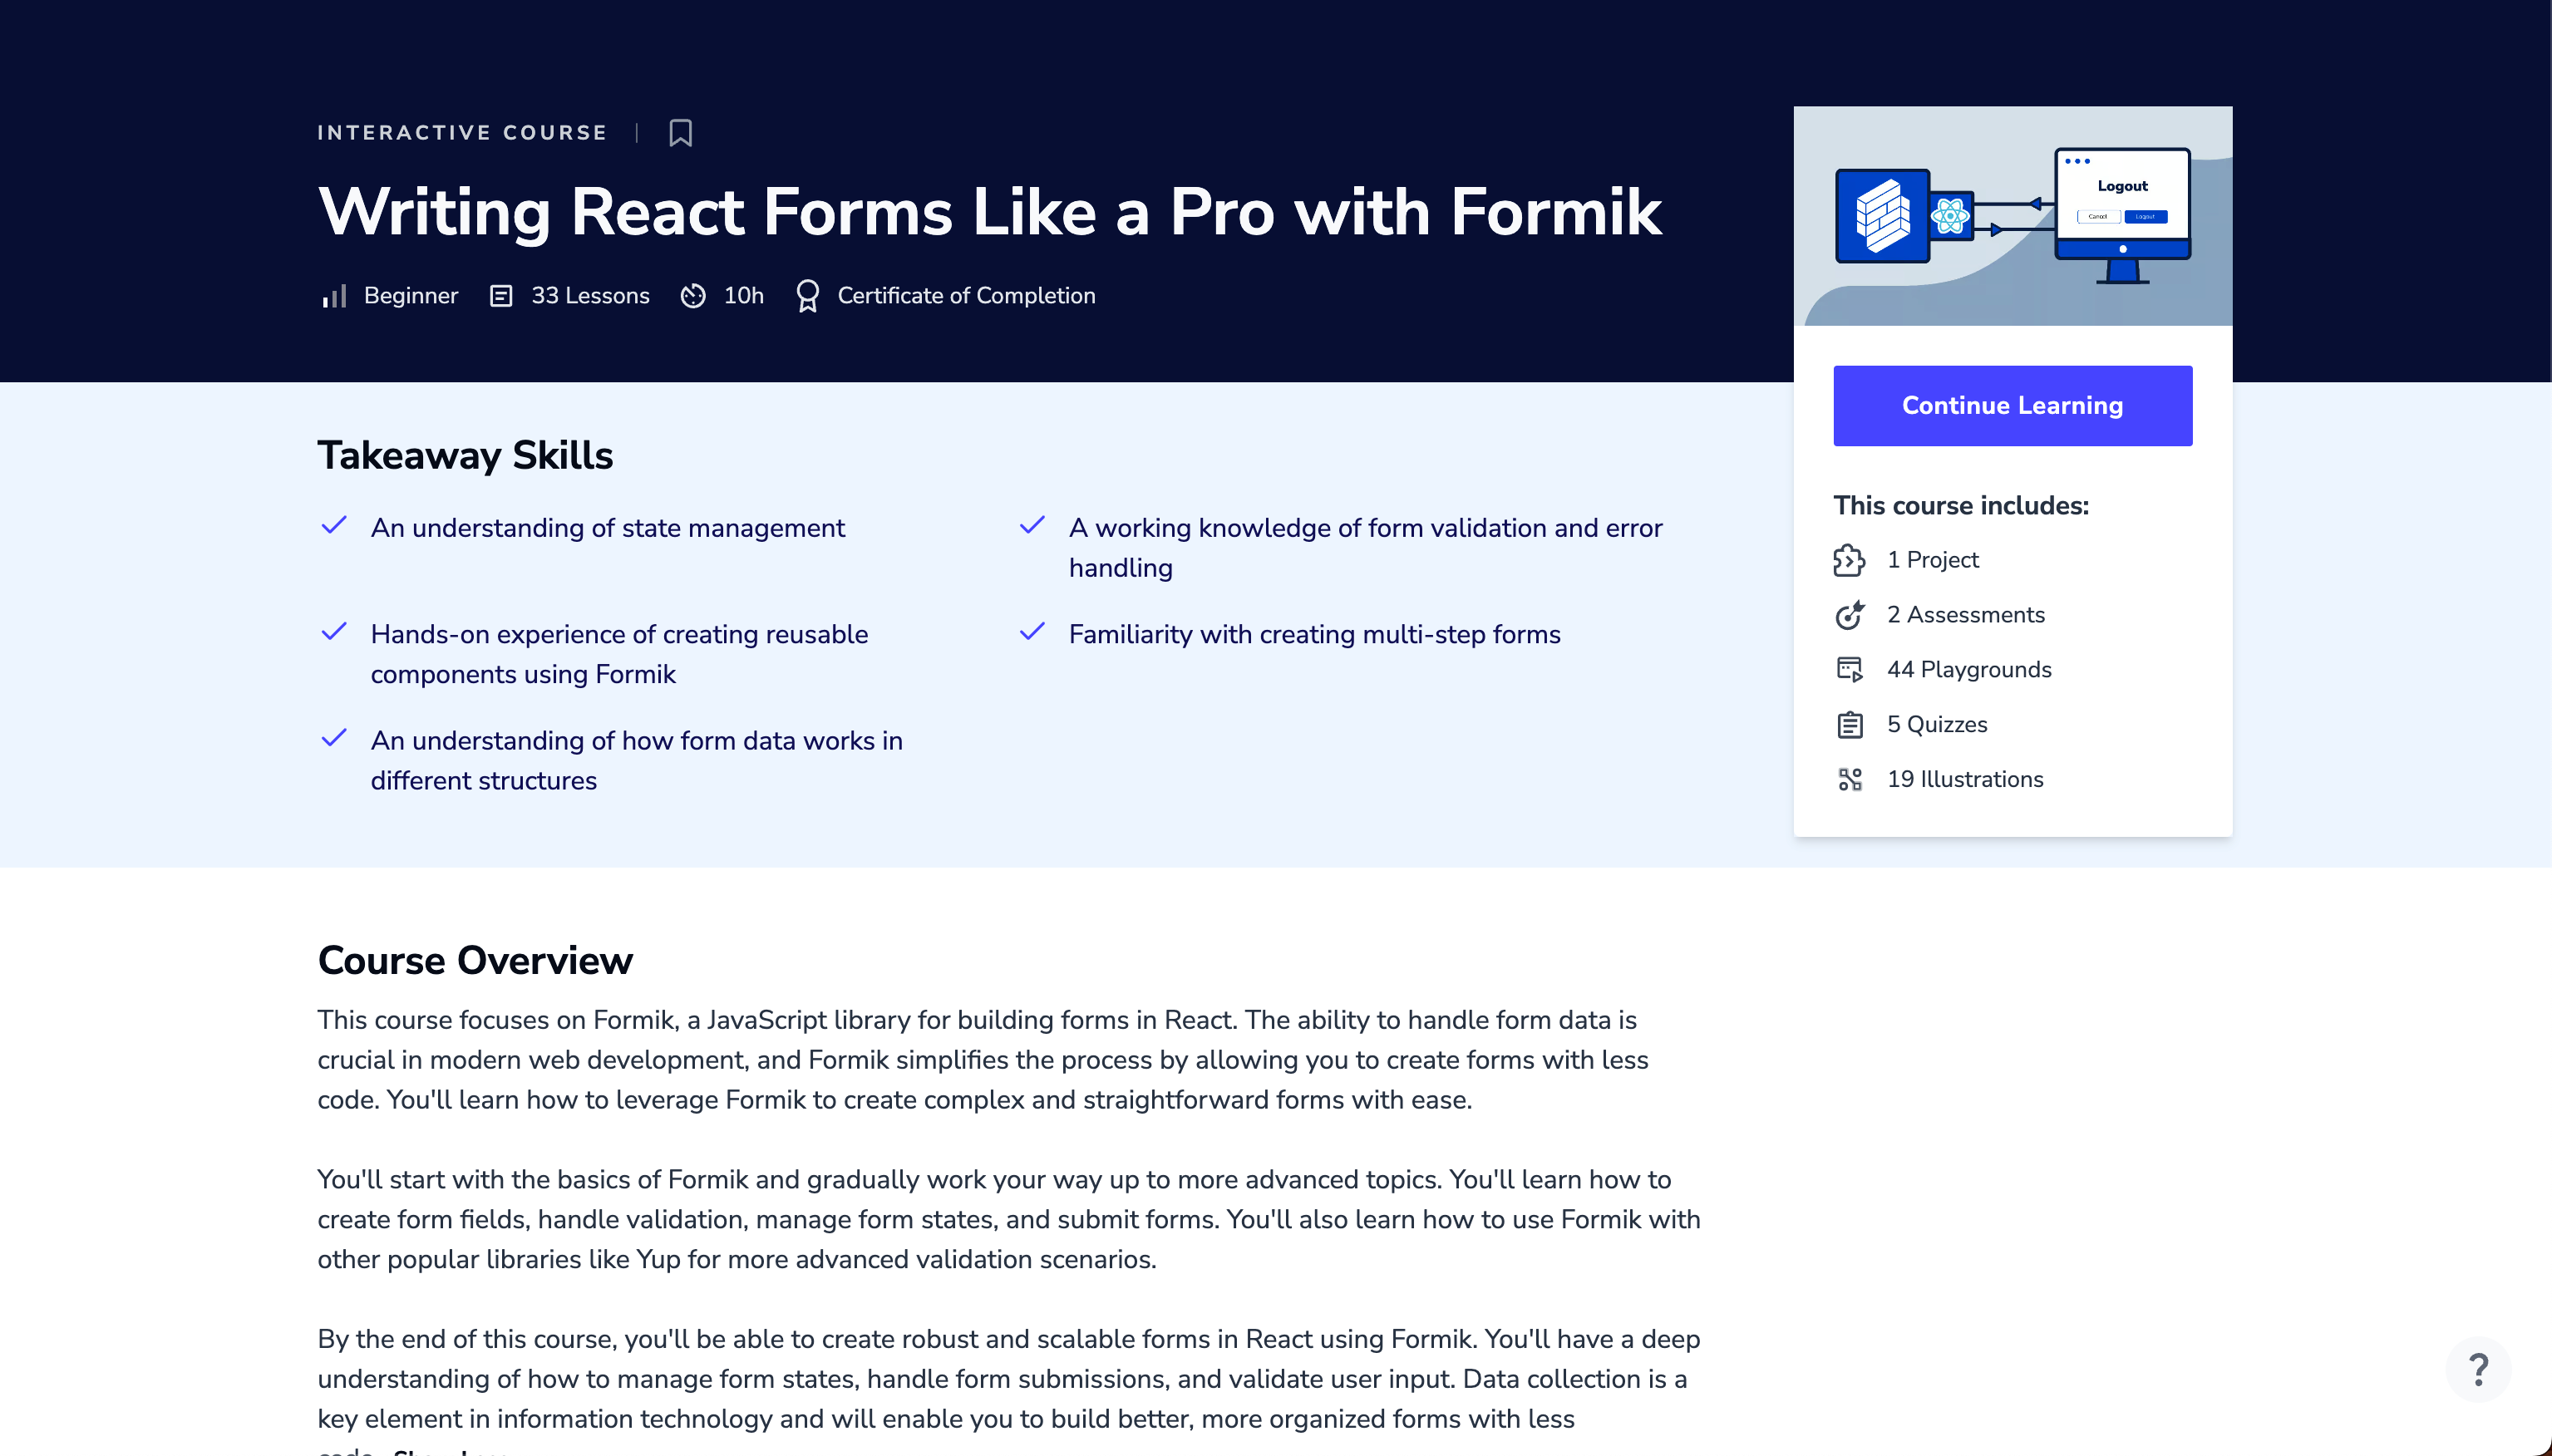 INTERACTIVE COURSE
Writing React Forms Like a Pro with Formik
Beginner 33 Lessons 10h Certificate of Completion
Logout
Cancel Logout
Continue Learning
Takeaway Skills
An understanding of state management
A working knowledge of form validation and error
handling
Hands-on experience of creating reusable
components using Formik
Familiarity with creating multi-step forms
An understanding of how form data works in
different structures
This course includes:
1 Project
2 Assessments
44 Playgrounds
5 Quizzes
19 Illustrations
Course Overview
This course focuses on Formik, a JavaScript library for building forms in React. The ability to handle form data is
crucial in modern web development, and Formik simplifies the process by allowing you to create forms with less
code. You'll learn how to leverage Formik to create complex and straightforward forms with ease.
You'll start with the basics of Formik and gradually work your way up to more advanced topics. You'll learn how to
create form fields, handle validation, manage form states, and submit forms. You'll also learn how to use Formik with
other popular libraries like Yup for more advanced validation scenarios.
By the end of this course, you'll be able to create robust and scalable forms in React using Formik. You'll have a deep
understanding of how to manage form states, handle form submissions, and validate user input. Data collection is a
key element in information technology and will enable you to build better, more organized forms with less
?